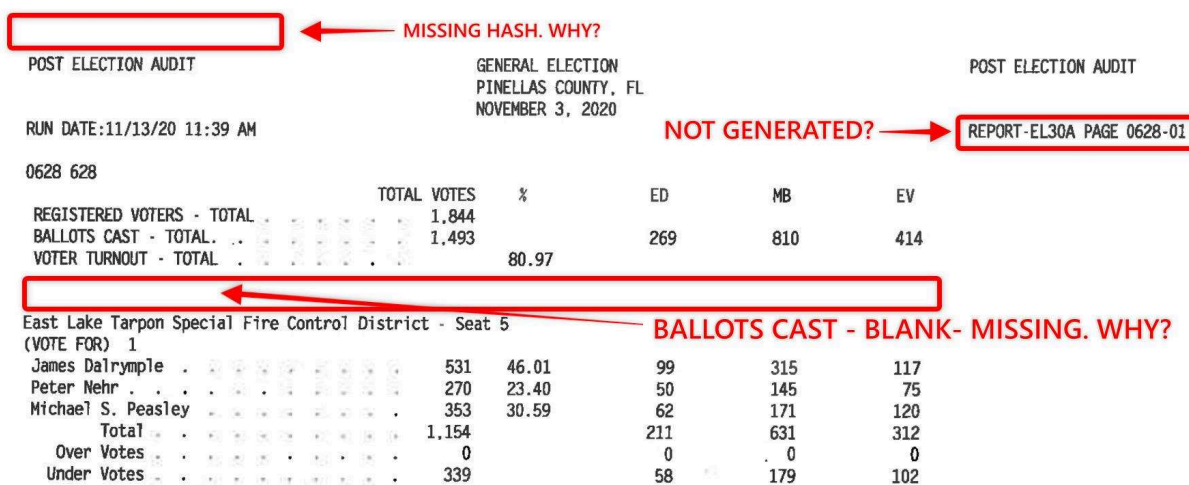 MISSING HASH. WHY?
POST ELECTION AUDIT GENERAL ELECTION POST ELECTION AUDIT
PINELLAS COUNTY, FL
NOVEMBER 3, 2020
RUN DATE:11/13/20 11:39 AM NOT GENERATED? REPORT-EL30A PAGE 0628-01
0628 628
TOTAL VOTES % ED MB EV
REGISTERED VOTERS - TOTAL . . . . . . 1,844
BALLOTS CAST - TOTAL. . . . . . . . 1,493 269 810 414
VOTER TURNOUT - TOTAL . . . . . . . 80.97
East Lake Tarpon Special Fire Control District - Seat 5
BALLOTS CAST - BLANK- MISSING. WHY?
(VOTE FOR) 1
James Dalrymple . . . . . . . . . 531 46.01 99 315 117
Peter Nehr . . . . . . . . . . . 270 23.40 50 145 75
Michael S. Peasley . . . . . . . . 353 30.59 62 171 120
Total . . . . . . . . . . 1,154 211 631 312
Over Votes . . . . . . . . . . 0 0 0 0
Under Votes . . . . . . . . . . 339 58 179 102